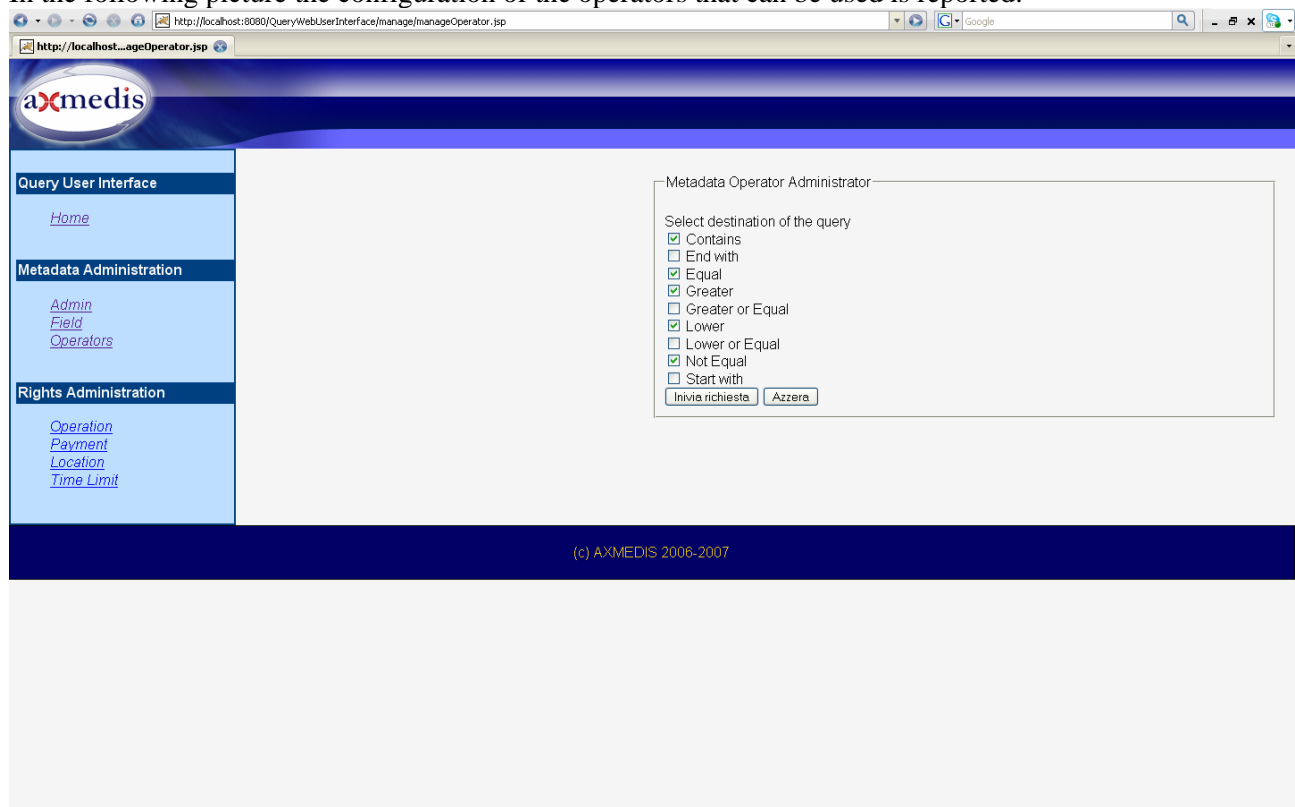 In the following picture the configuration of the operators that can be used is reported.
http://localhost:8080/QueryWebUserInterface/manage/manageOperator.jsp
Google
http://localhost...ageOperator.jsp
axmedis
Query User Interface
Home
Metadata Administration
Admin
Field
Operators
Rights Administration
Operation
Payment
Location
Time Limit
Metadata Operator Administrator
Select destination of the query
Contains
End with
Equal
Greater
Greater or Equal
Lower
Lower or Equal
Not Equal
Start with
Inivia richiesta
Azzera
(c) AXMEDIS 2006-2007